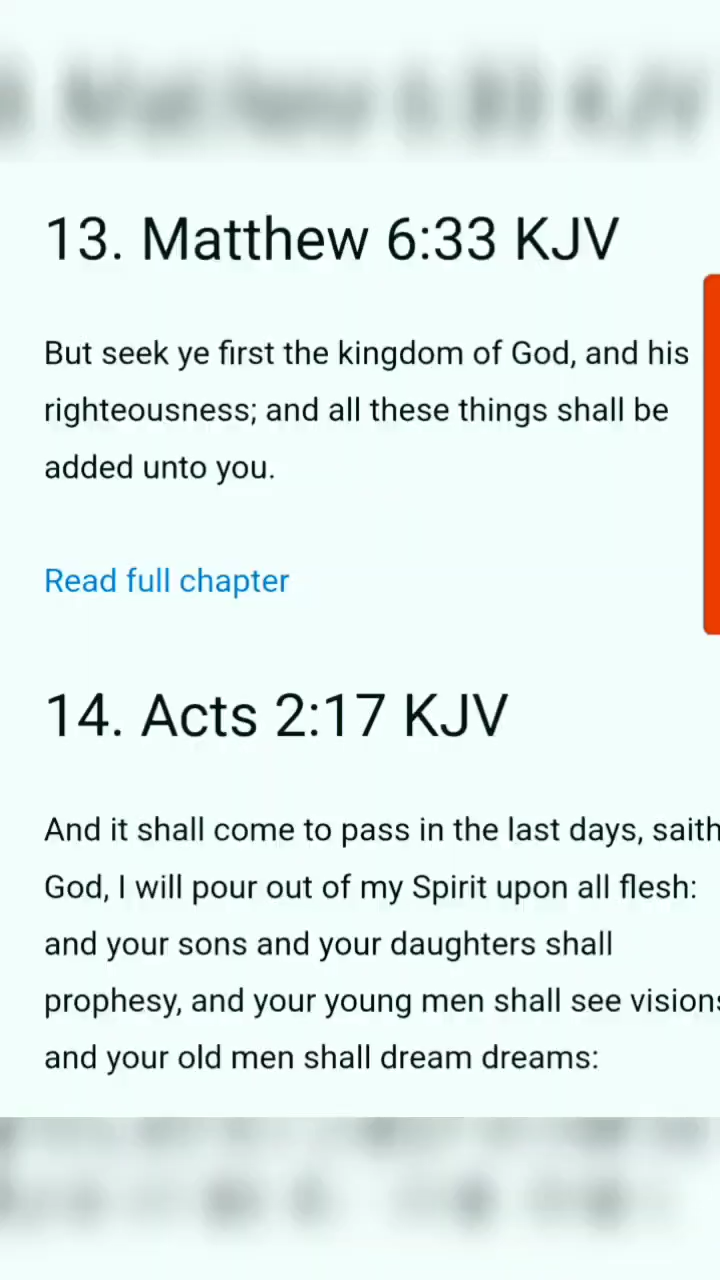 13. Matthew 6:33 KJV
But seek ye first the kingdom of God, and his
righteousness; and all these things shall be
added unto you.
Read full chapter
14. Acts 2:17 KJV
And it shall come to pass in the last days, saith
God, I will pour out of my Spirit upon all flesh:
and your sons and your daughters shall
prophesy, and your young men shall see visions
and your old men shall dream dreams: